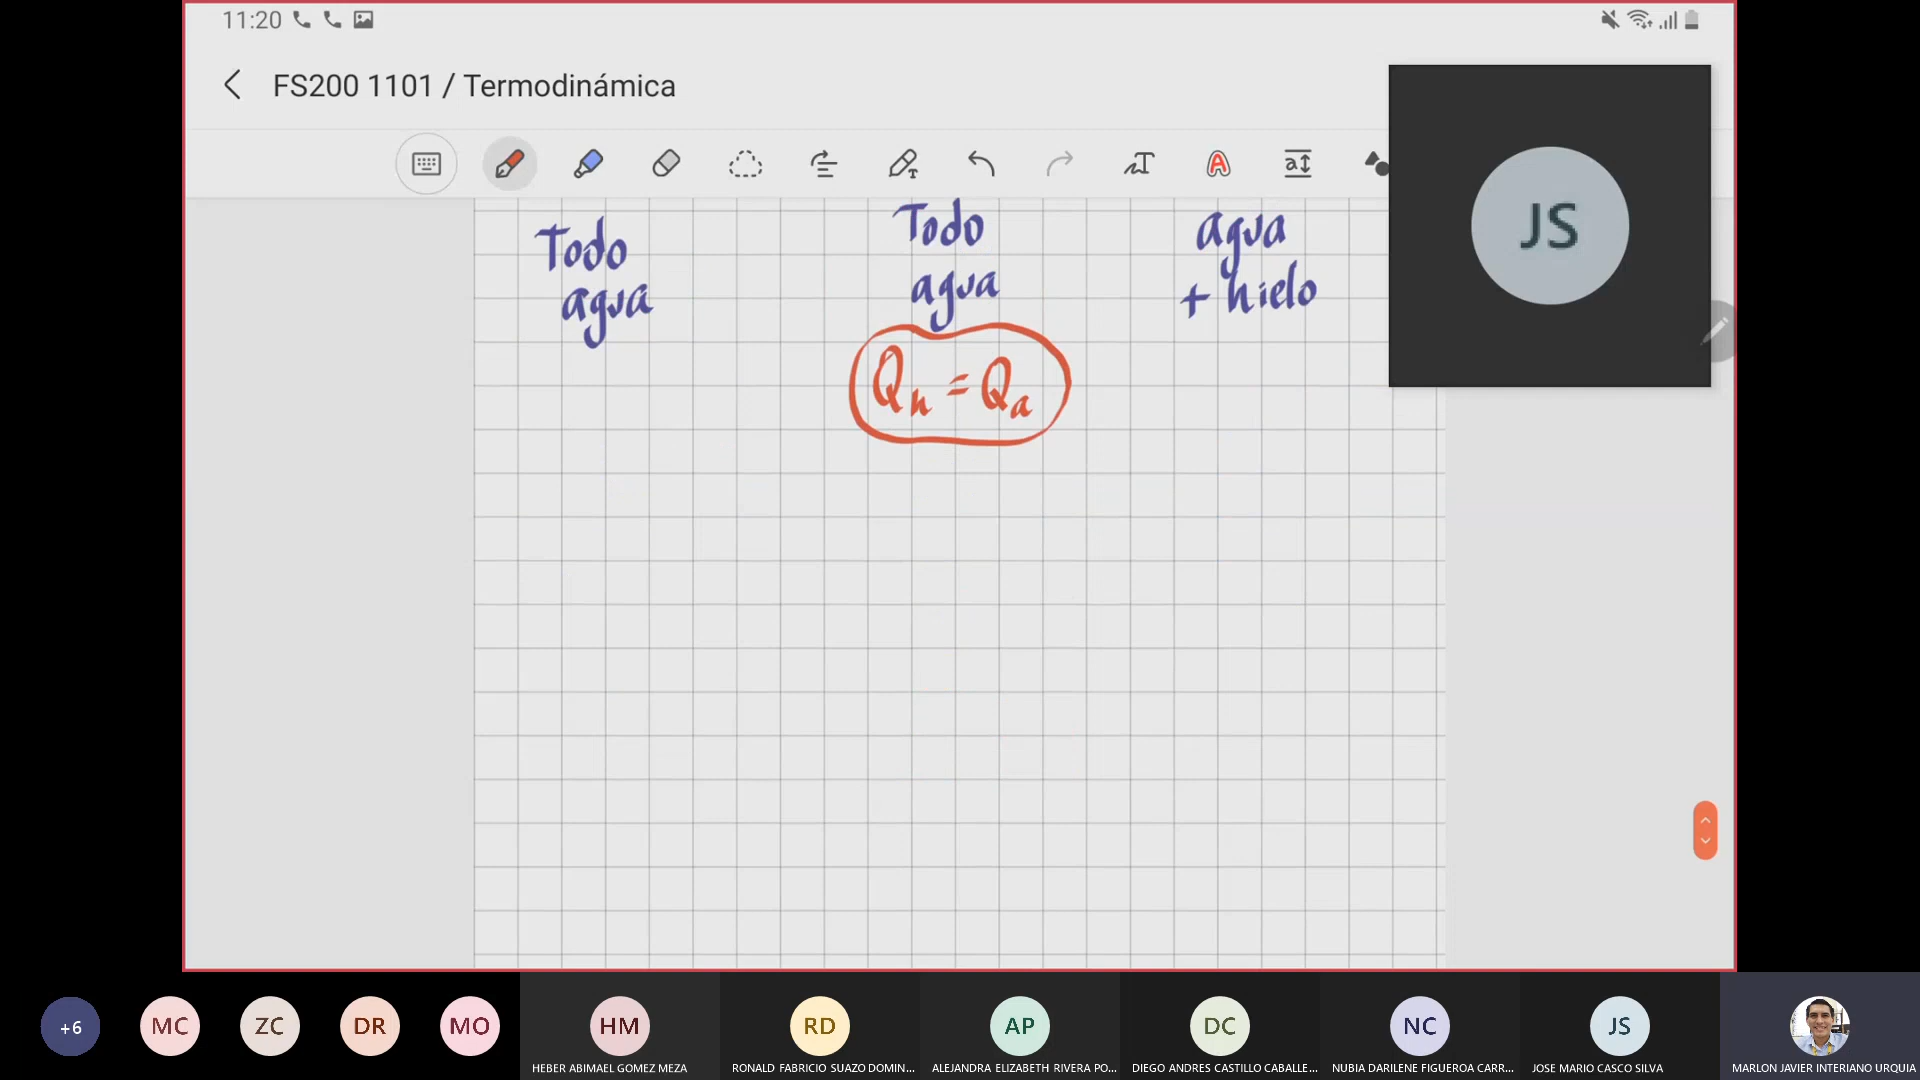 11:20
FS200 1101 / Termodinámica
Todo
agua
Todo
agua
agua
+ hielo
Qh = Qa
JS
+6
MC
ZC
DR
MO
HM
HEBER ABIMAEL GOMEZ MEZA
RD
RONALD FABRICIO SUAZO DOMIN...
AP
ALEJANDRA ELIZABETH RIVERA PO...
DC
DIEGO ANDRES CASTILLO CABALLE...
NC
NUBIA DARILENE FIGUEROA CARR...
JS
JOSE MARIO CASCO SILVA
MARLON JAVIER INTERIANO URQUIA